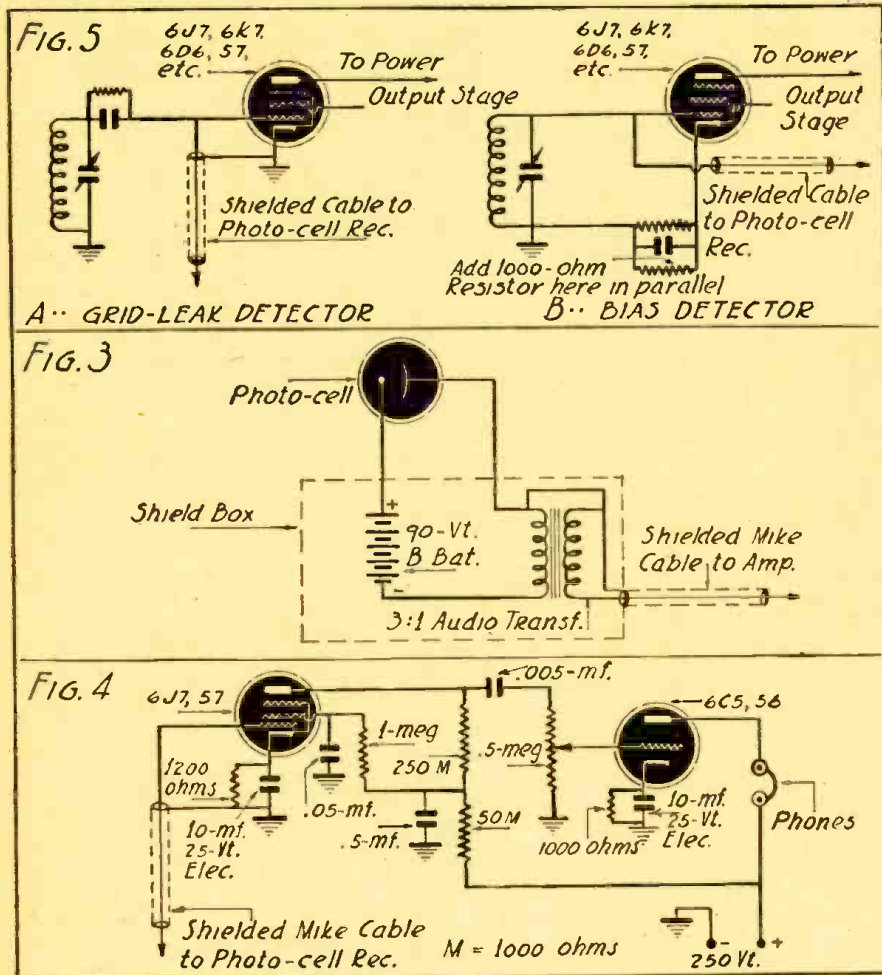 FIG. 5
6J7, 6K7,
6D6, 57,
etc.
To Power
Output Stage
Shielded Cable to
Photo-cell Rec.
A·· GRID-LEAK DETECTOR
6J7, 6K7,
6D6, 57,
etc.
To Power
Output
Stage
Shielded Cable
to Photo-cell
Rec.
Add 1000-ohm
Resistor here in parallel
B·· BIAS DETECTOR
FIG. 3
Photo-cell
Shield Box
+
90-Vt.
B Bat.
-
3:1 Audio Transf.
Shielded Mike
Cable to Amp.
FIG. 4
6J7, 57
1200
ohms
10-mf.
25-Vt.
Elec.
.05-mf.
1-meg
250 M
.5-mf.
50M
.005-mf.
.5-meg
6C5, 56
1000 ohms
10-mf.
25-Vt.
Elec.
Phones
Shielded Mike Cable
to Photo-cell Rec.
M = 1000 ohms
- +
250 Vt.